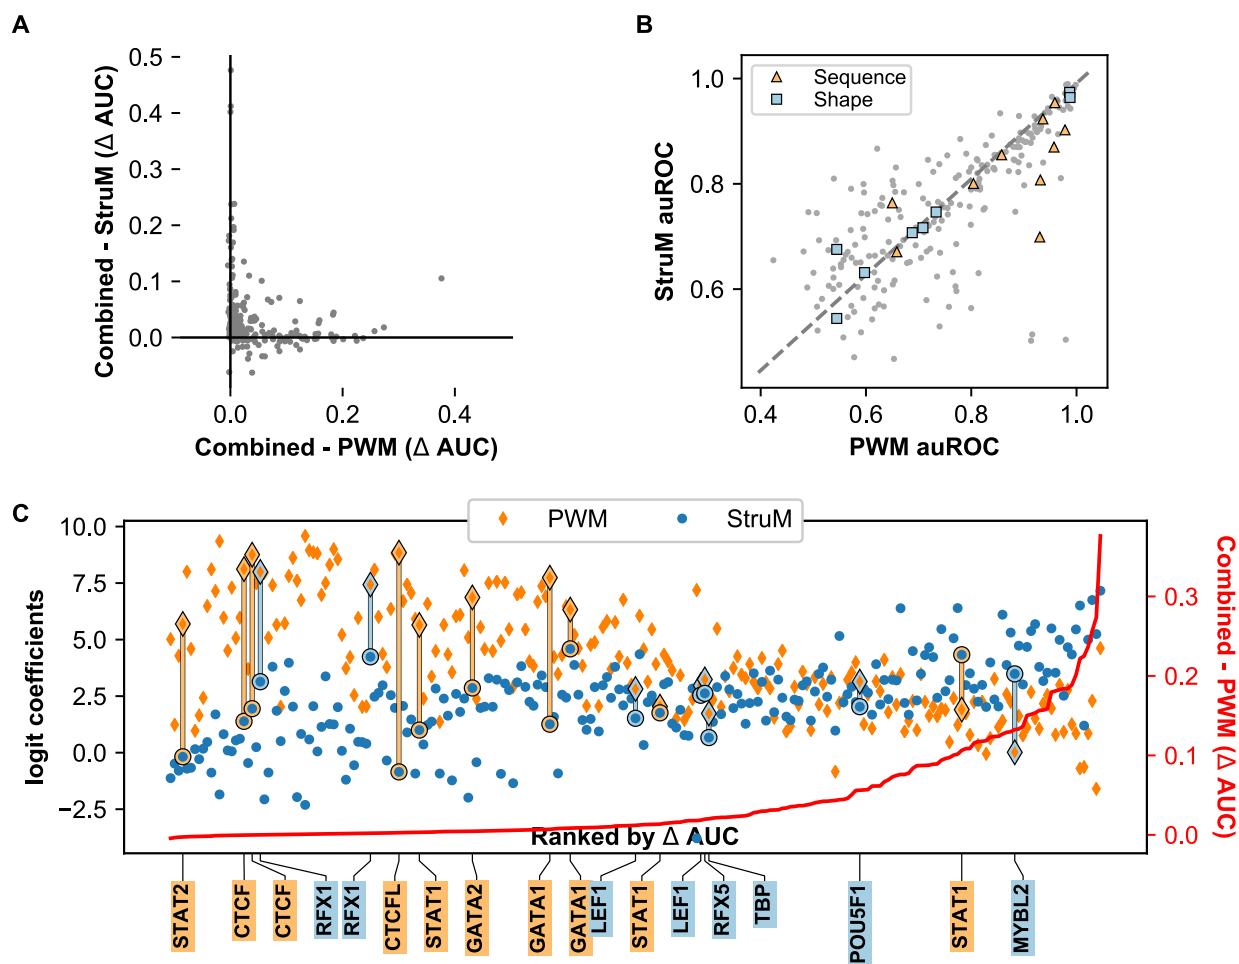 A
0.5
0.4
0.3
0.2
0.1
0.0
Combined - StruM (Δ AUC)
0.0
0.2
0.4
Combined - PWM (Δ AUC)
B
Sequence
Shape
1.0
0.8
0.6
StruM auROC
0.4
0.6
0.8
1.0
PWM auROC
C
PWM
StruM
10.0
7.5
5.0
2.5
0.0
−2.5
logit coefficients
0.3
0.2
0.1
0.0
Combined - PWM (Δ AUC)
Ranked by Δ AUC
STAT2
CTCF
CTCF
RFX1
RFX1
CTCFL
STAT1
GATA2
GATA1
GATA1
LEF1
STAT1
LEF1
RFX5
TBP
POU5F1
STAT1
MYBL2